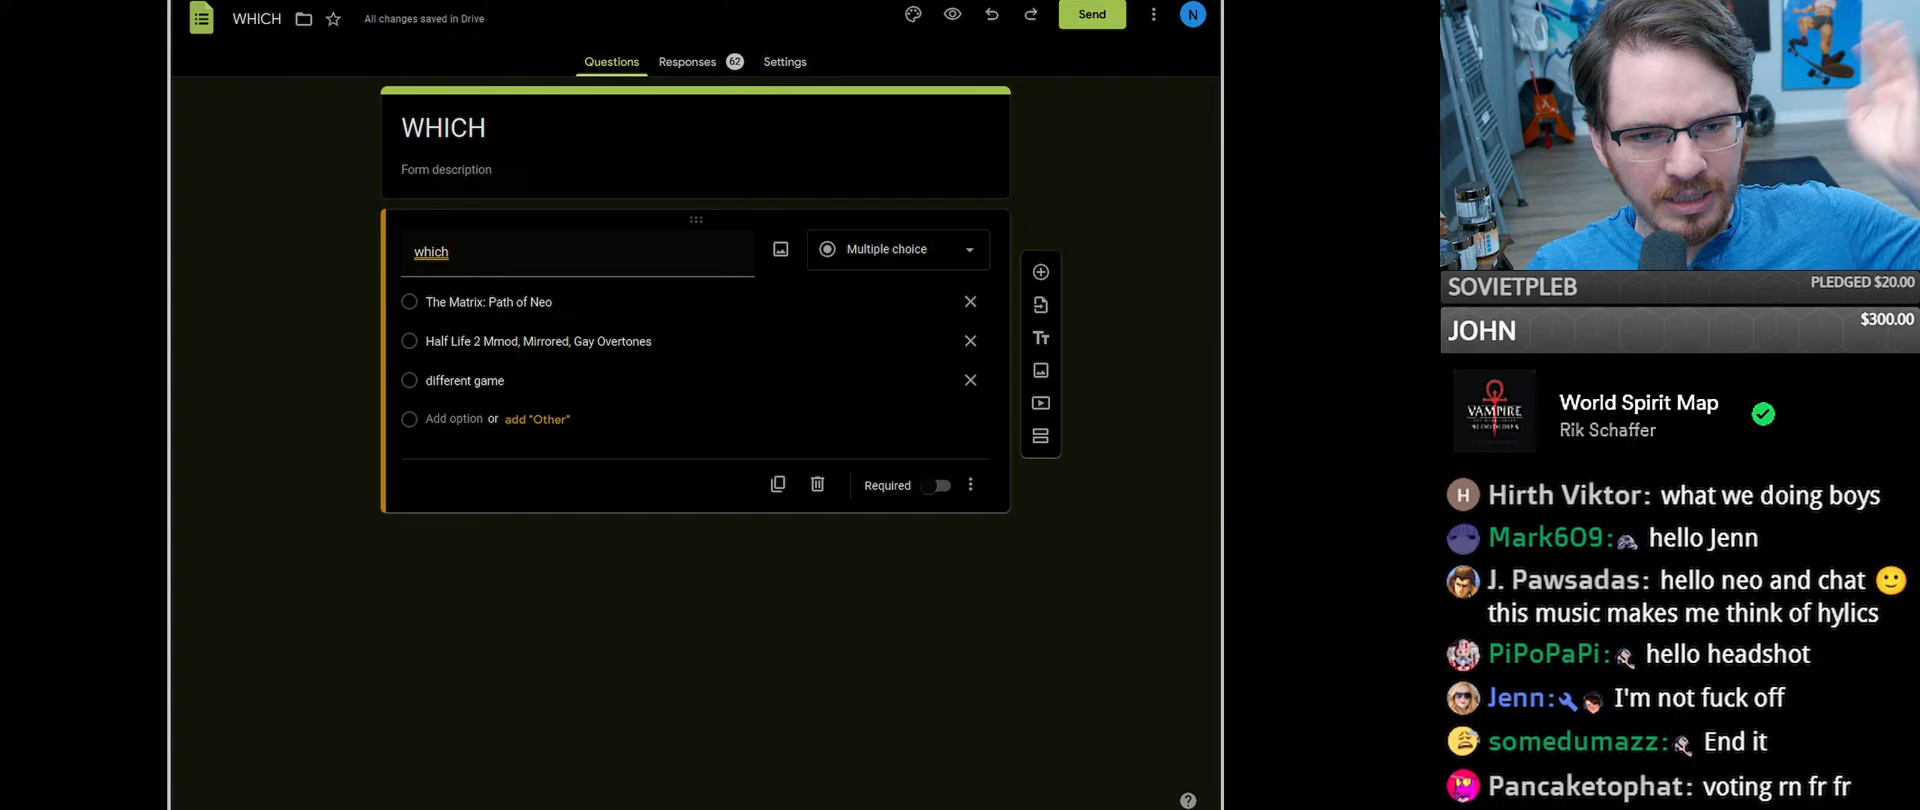 WHICH
All changes saved in Drive
Send
N
Questions
Responses 62
Settings
WHICH
Form description
which
Multiple choice
The Matrix: Path of Neo
Half Life 2 Mmod, Mirrored, Gay Overtones
different game
Add option or add "Other"
Required
SOVIETPLEB PLEDGED $20.00
JOHN $300.00
VAMPIRE
World Spirit Map
Rik Schaffer
H Hirth Viktor: what we doing boys
Mark609: hello Jenn
J. Pawsadas: hello neo and chat 🙂
this music makes me think of hylics
PiPoPaPi: hello headshot
Jenn: I'm not fuck off
somedumazz: End it
Pancaketophat: voting rn fr fr